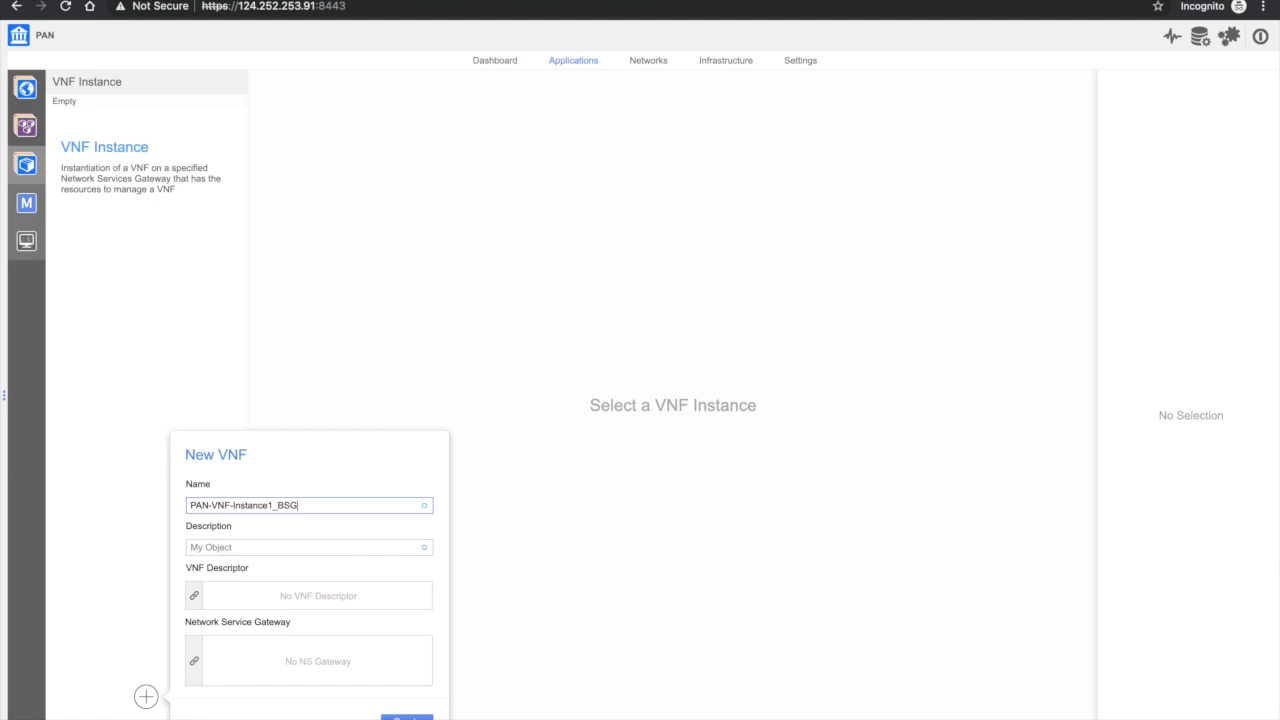 Not Secure https://124.252.253.91:8443 Incognito
PAN
Dashboard Applications Networks Infrastructure Settings
VNF Instance
Empty
VNF Instance
Instantiation of a VNF on a specified
Network Services Gateway that has the
resources to manage a VNF
M
Select a VNF Instance
No Selection
New VNF
Name
PAN-VNF-Instance1_BSG
Description
My Object
VNF Descriptor
No VNF Descriptor
Network Service Gateway
No NS Gateway